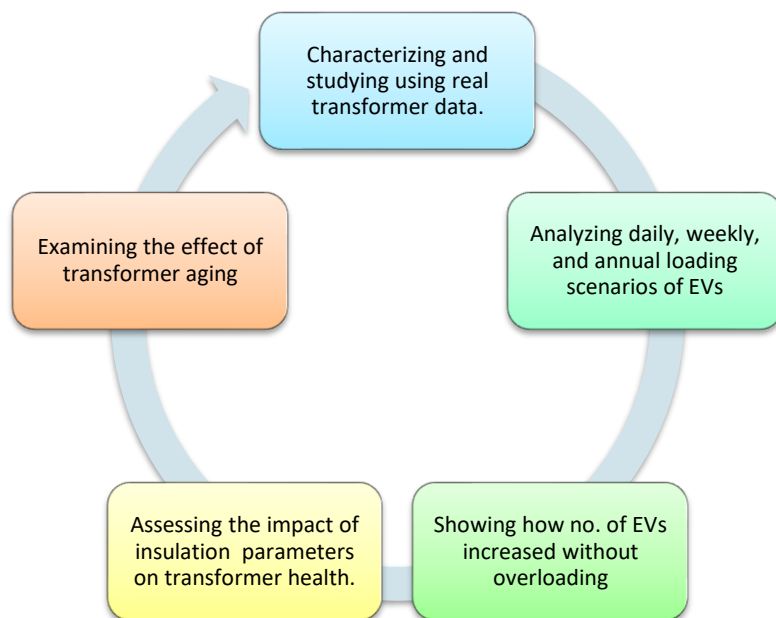 Characterizing and
studying using real
transformer data.
Analyzing daily, weekly,
and annual loading
scenarios of EVs
Showing how no. of EVs
increased without
overloading
Assessing the impact of
insulation  parameters
on transformer health.
Examining the effect of
transformer aging